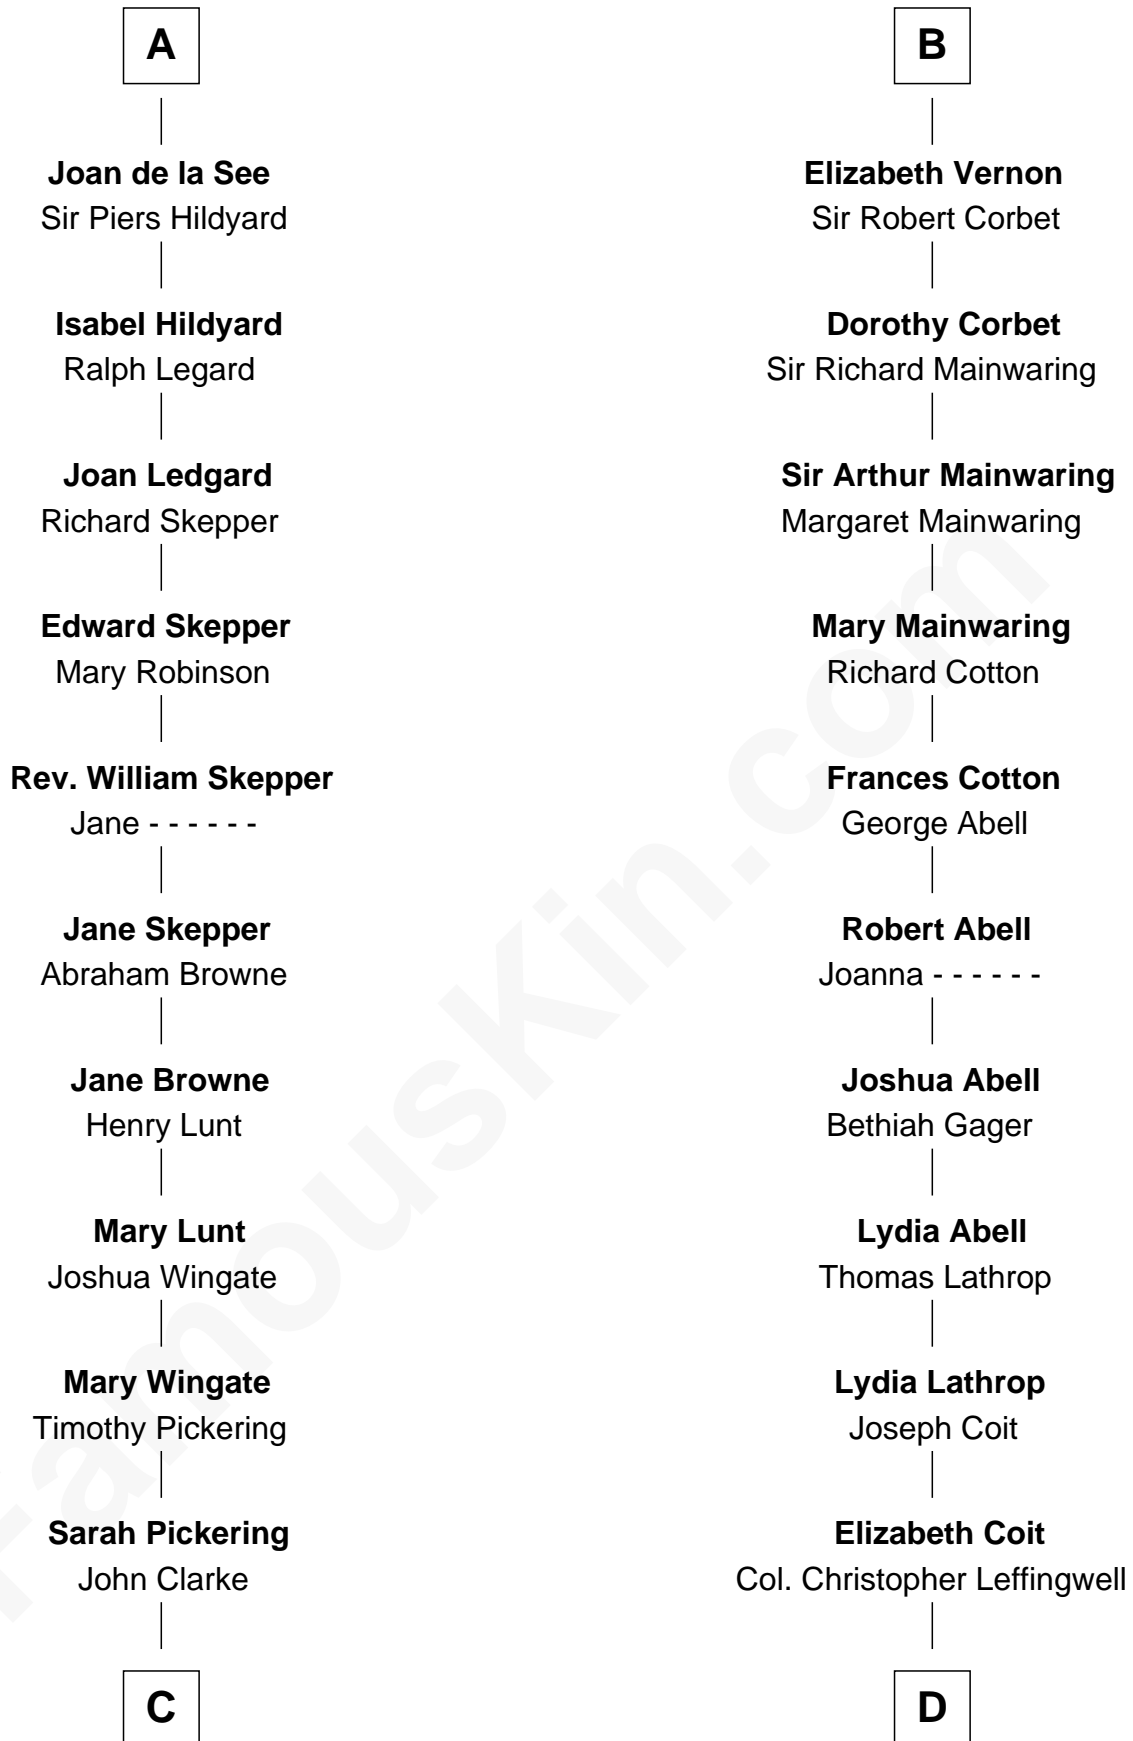 A
Joan de la See
Sir Piers Hildyard
Isabel Hildyard
Ralph Legard
Joan Ledgard
Richard Skepper
Edward Skepper
Mary Robinson
Rev. William Skepper
Jane - - - - - -
Jane Skepper
Abraham Browne
Jane Browne
Henry Lunt
Mary Lunt
Joshua Wingate
Mary Wingate
Timothy Pickering
Sarah Pickering
John Clarke
C
B
Elizabeth Vernon
Sir Robert Corbet
Dorothy Corbet
Sir Richard Mainwaring
Sir Arthur Mainwaring
Margaret Mainwaring
Mary Mainwaring
Richard Cotton
Frances Cotton
George Abell
Robert Abell
Joanna - - - - - -
Joshua Abell
Bethiah Gager
Lydia Abell
Thomas Lathrop
Lydia Lathrop
Joseph Coit
Elizabeth Coit
Col. Christopher Leffingwell
D
FamousKin.com